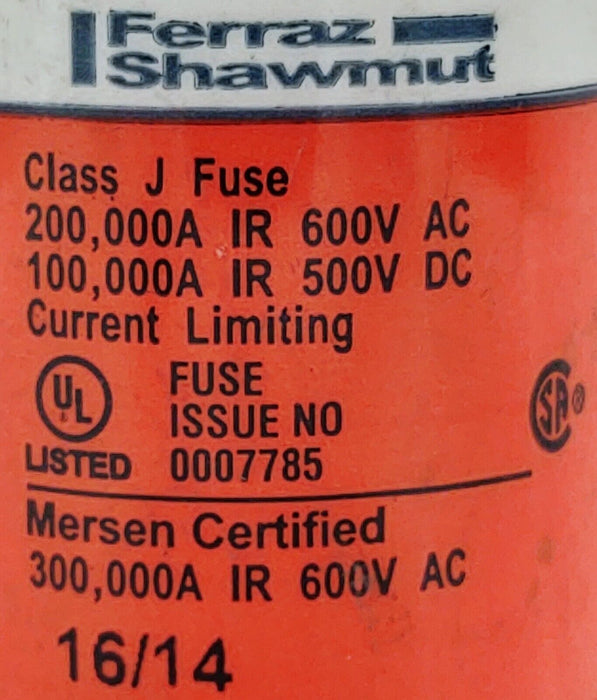 Ferraz
Shawmut
Class J Fuse
200,000A IR 600V AC
100,000A IR 500V DC
Current Limiting
UL
LISTED
FUSE
ISSUE NO
0007785
SA®
Mersen Certified
300,000A IR 600V AC
16/14